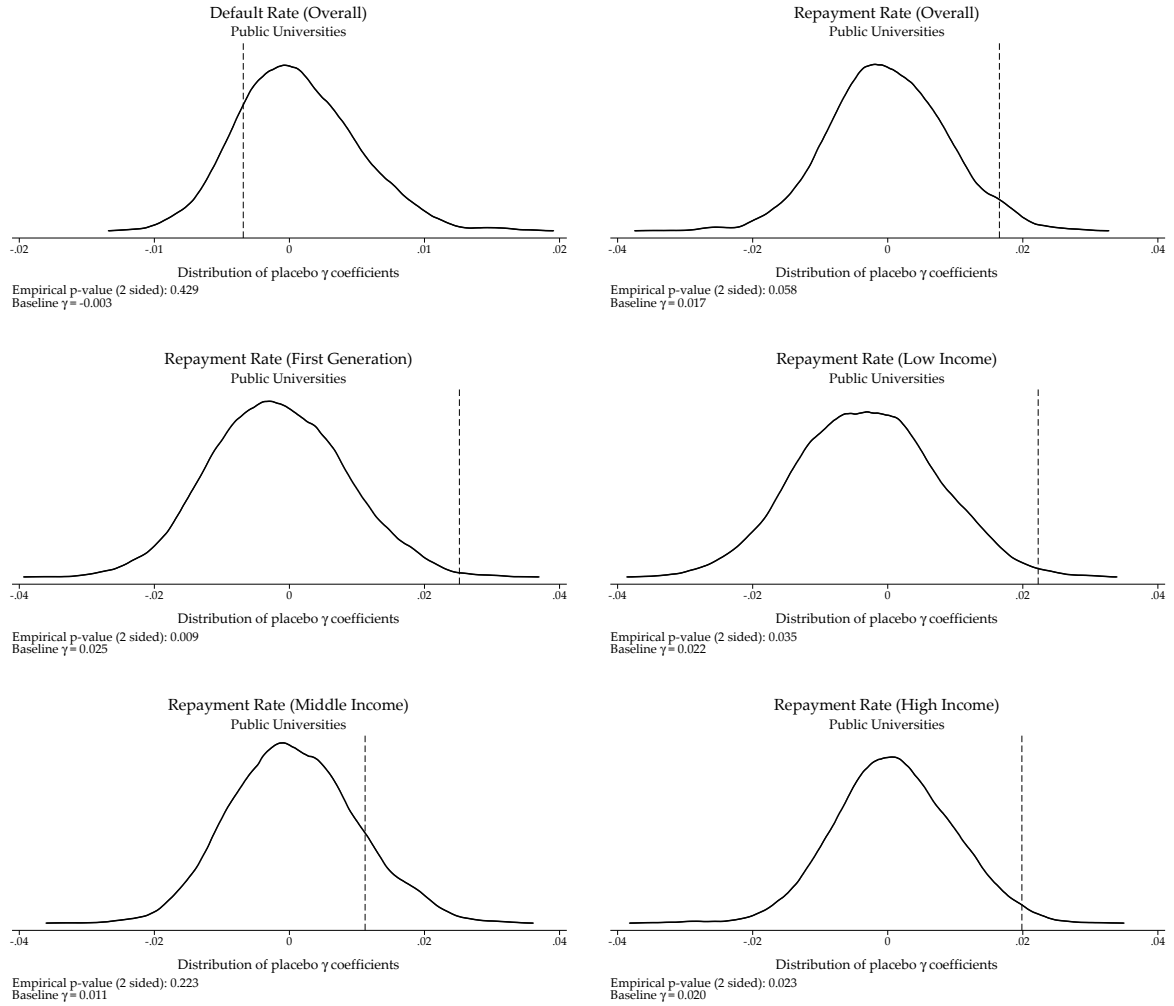 Default Rate (Overall)
Public Universities
-.02 -.01 0 .01 .02
Distribution of placebo γ coefficients
Empirical p-value (2 sided): 0.429
Baseline γ = -0.003
Repayment Rate (Overall)
Public Universities
-.04 -.02 0 .02 .04
Distribution of placebo γ coefficients
Empirical p-value (2 sided): 0.058
Baseline γ = 0.017
Repayment Rate (First Generation)
Public Universities
-.04 -.02 0 .02 .04
Distribution of placebo γ coefficients
Empirical p-value (2 sided): 0.009
Baseline γ = 0.025
Repayment Rate (Low Income)
Public Universities
-.04 -.02 0 .02 .04
Distribution of placebo γ coefficients
Empirical p-value (2 sided): 0.035
Baseline γ = 0.022
Repayment Rate (Middle Income)
Public Universities
-.04 -.02 0 .02 .04
Distribution of placebo γ coefficients
Empirical p-value (2 sided): 0.223
Baseline γ = 0.011
Repayment Rate (High Income)
Public Universities
-.04 -.02 0 .02 .04
Distribution of placebo γ coefficients
Empirical p-value (2 sided): 0.023
Baseline γ = 0.020